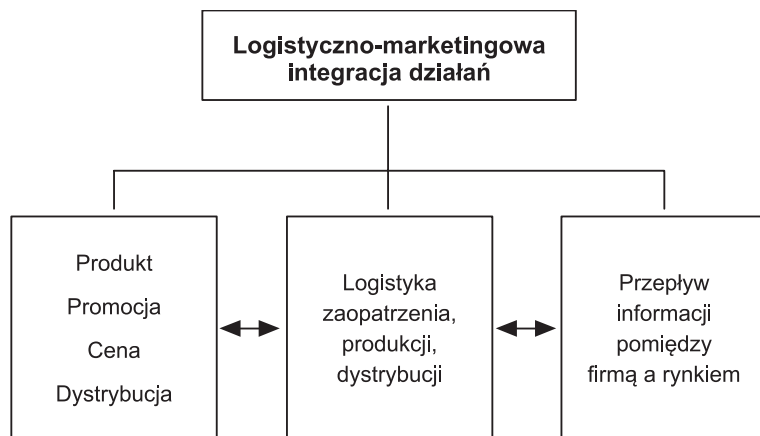 Logistyczno-marketingowa
integracja działań
Produkt
Promocja
Cena
Dystrybucja
Logistyka
zaopatrzenia,
produkcji,
dystrybucji
Przepływ
informacji
pomiędzy
firmą a rynkiem